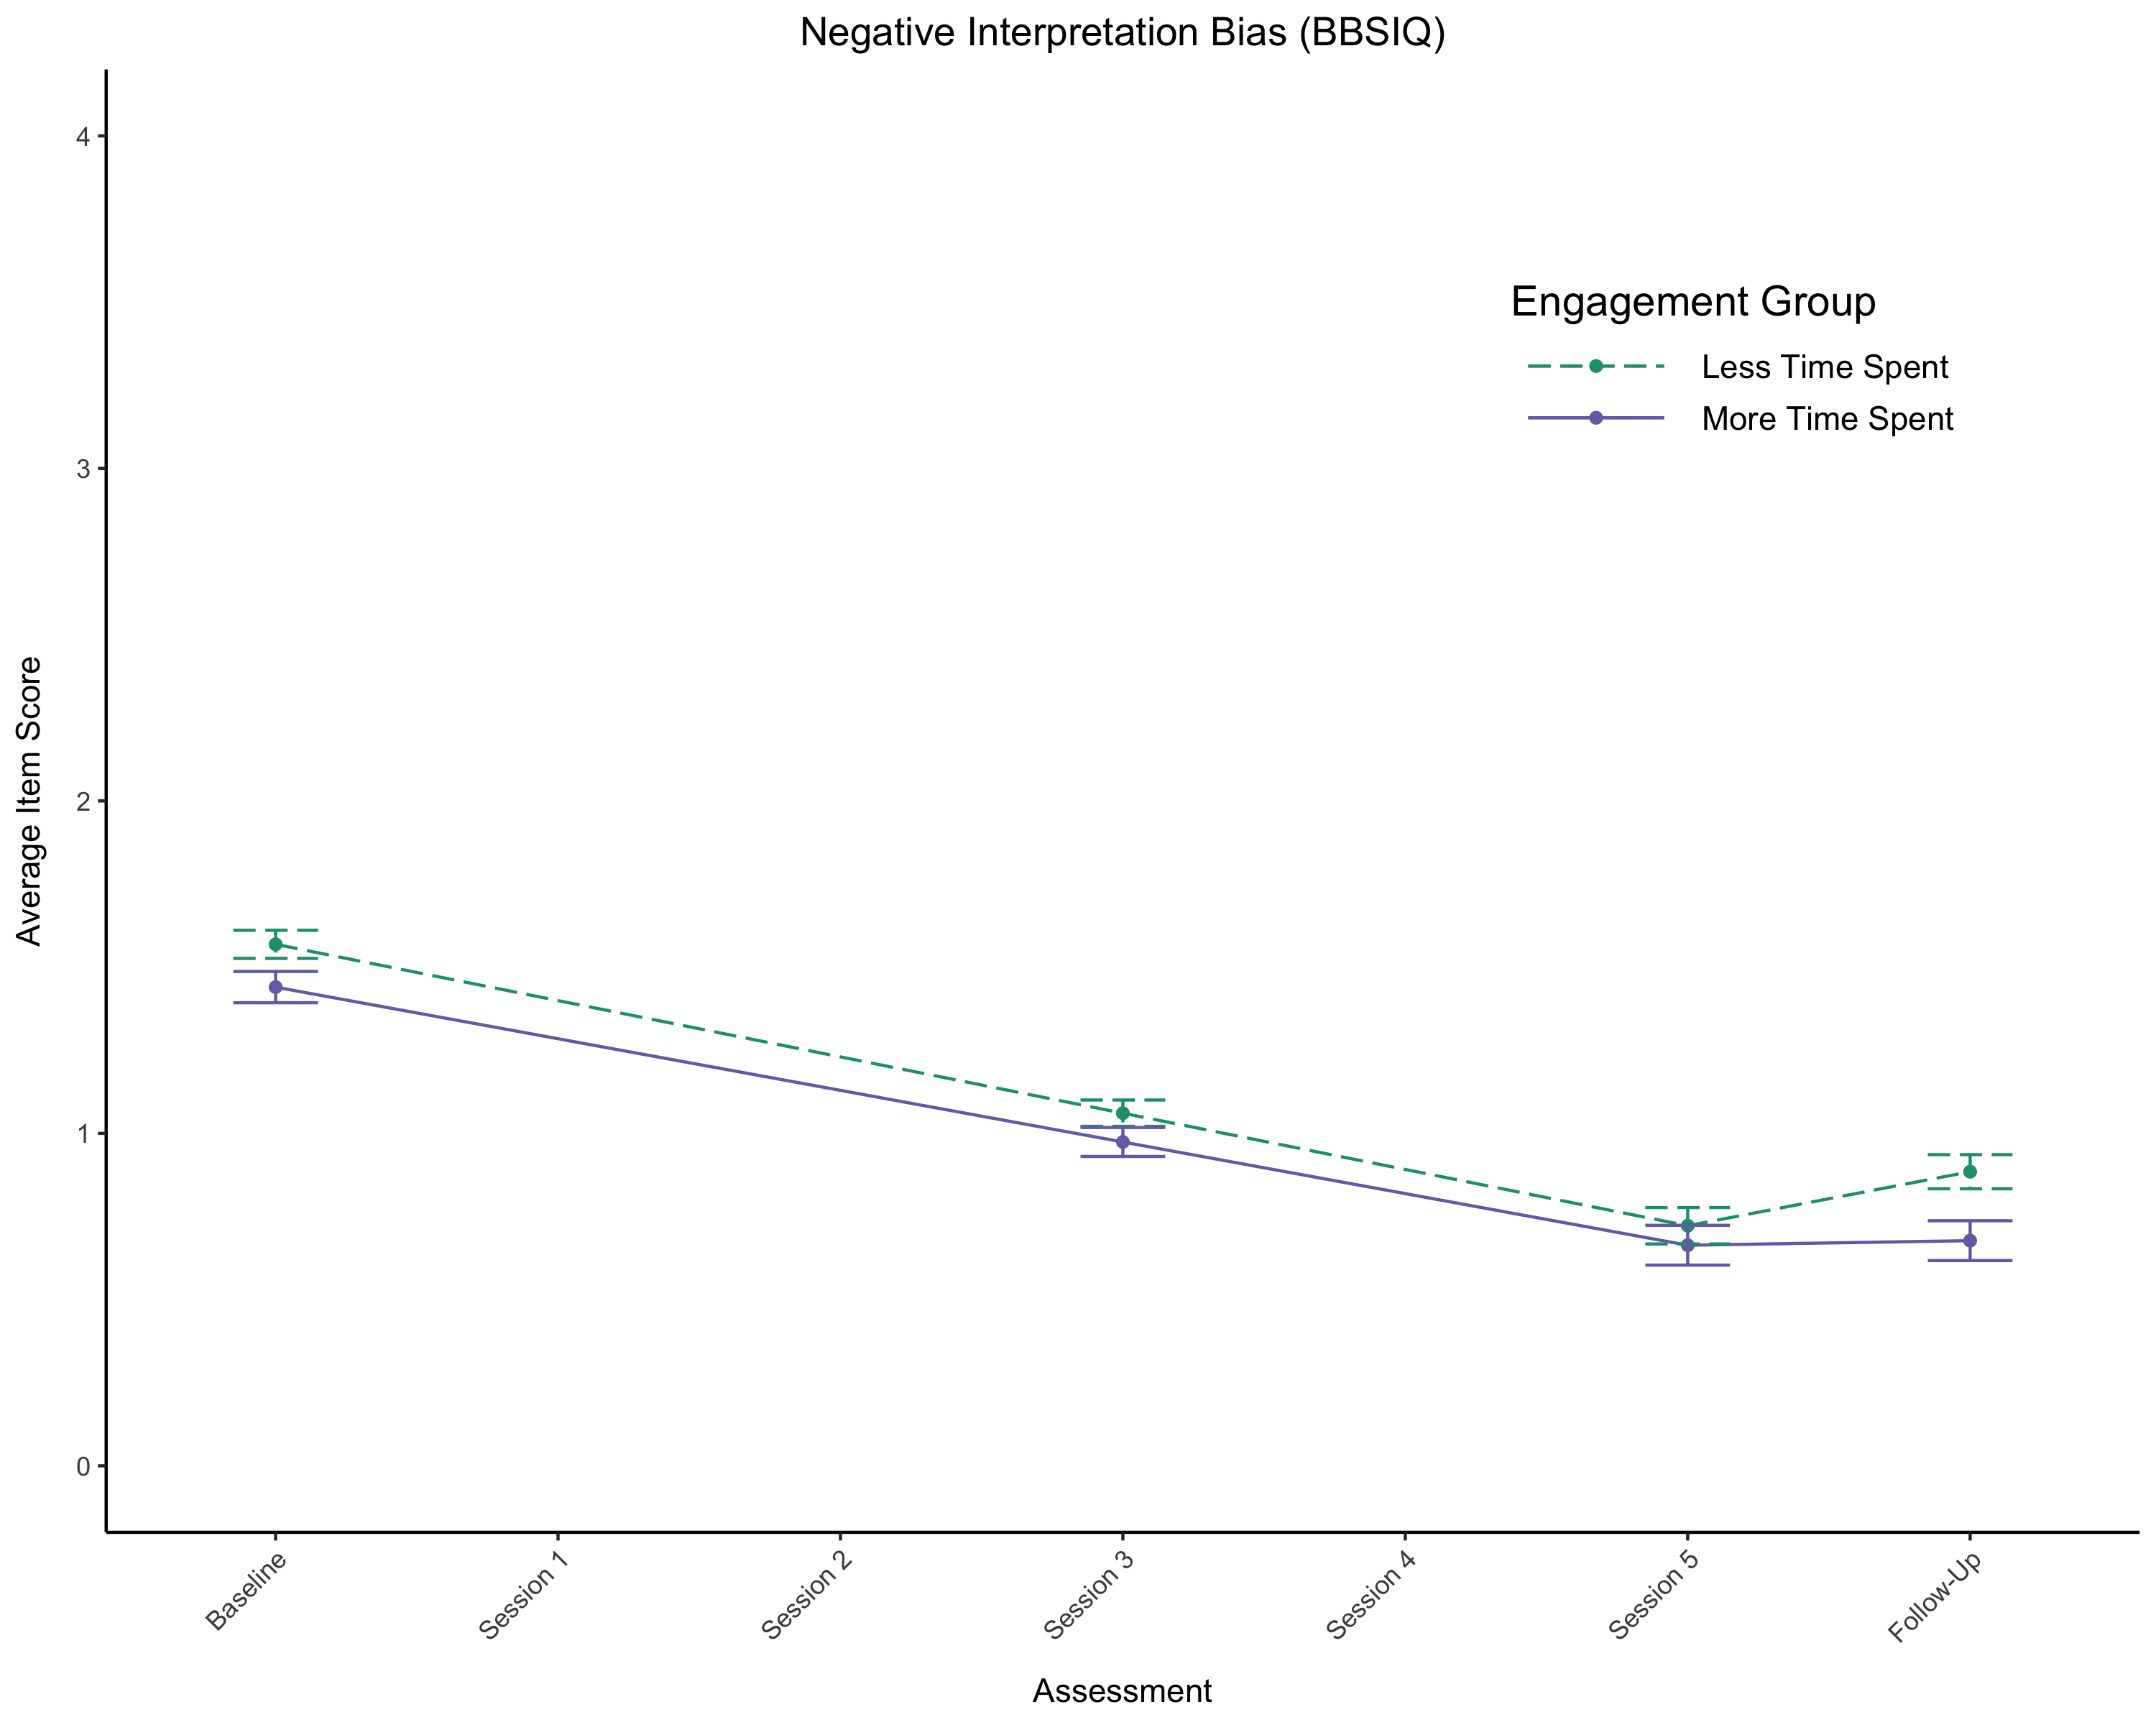 Negative Interpretation Bias (BBSIQ)
Average Item Score
4
3
2
1
0
Engagement Group
Less Time Spent
More Time Spent
Baseline
Session 1
Session 2
Session 3
Session 4
Session 5
Follow-Up
Assessment